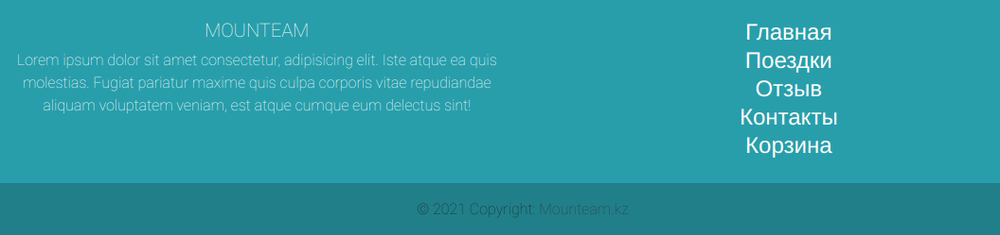 MOUNTEAM
Lorem ipsum dolor sit amet consectetur, adipisicing elit. Iste atque ea quis
molestias. Fugiat pariatur maxime quis culpa corporis vitae repudiandae
aliquam voluptatem veniam, est atque cumque eum delectus sint!
Главная
Поездки
Отзыв
Контакты
Корзина
© 2021 Copyright: Mounteam.kz